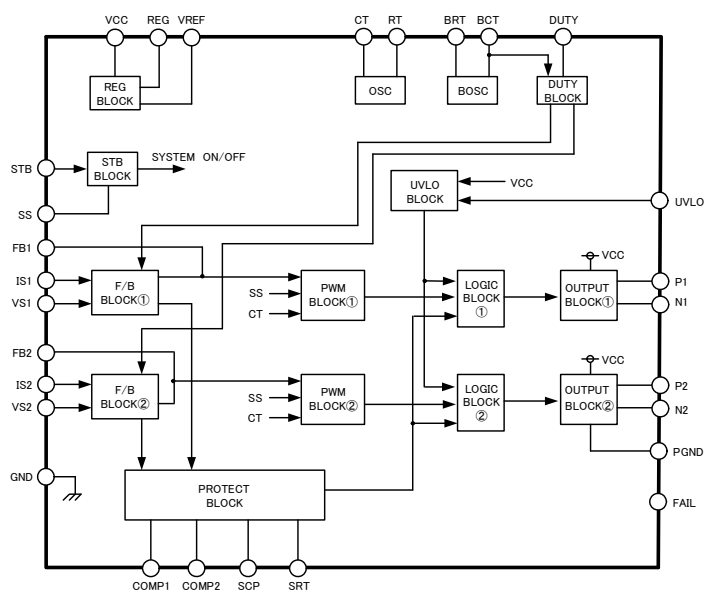 VCC REG VREF CT RT BRT BCT DUTY
REG
BLOCK
OSC
BOSC
DUTY
BLOCK
STB
STB
BLOCK
SYSTEM ON/OFF
SS
UVLO
BLOCK
VCC
UVLO
FB1
IS1
VS1
F/B
BLOCK①
SS
CT
PWM
BLOCK①
LOGIC
BLOCK
①
VCC
OUTPUT
BLOCK①
P1
N1
FB2
IS2
VS2
F/B
BLOCK②
SS
CT
PWM
BLOCK②
LOGIC
BLOCK
②
VCC
OUTPUT
BLOCK②
P2
N2
PGND
GND
PROTECT
BLOCK
FAIL
COMP1 COMP2 SCP SRT